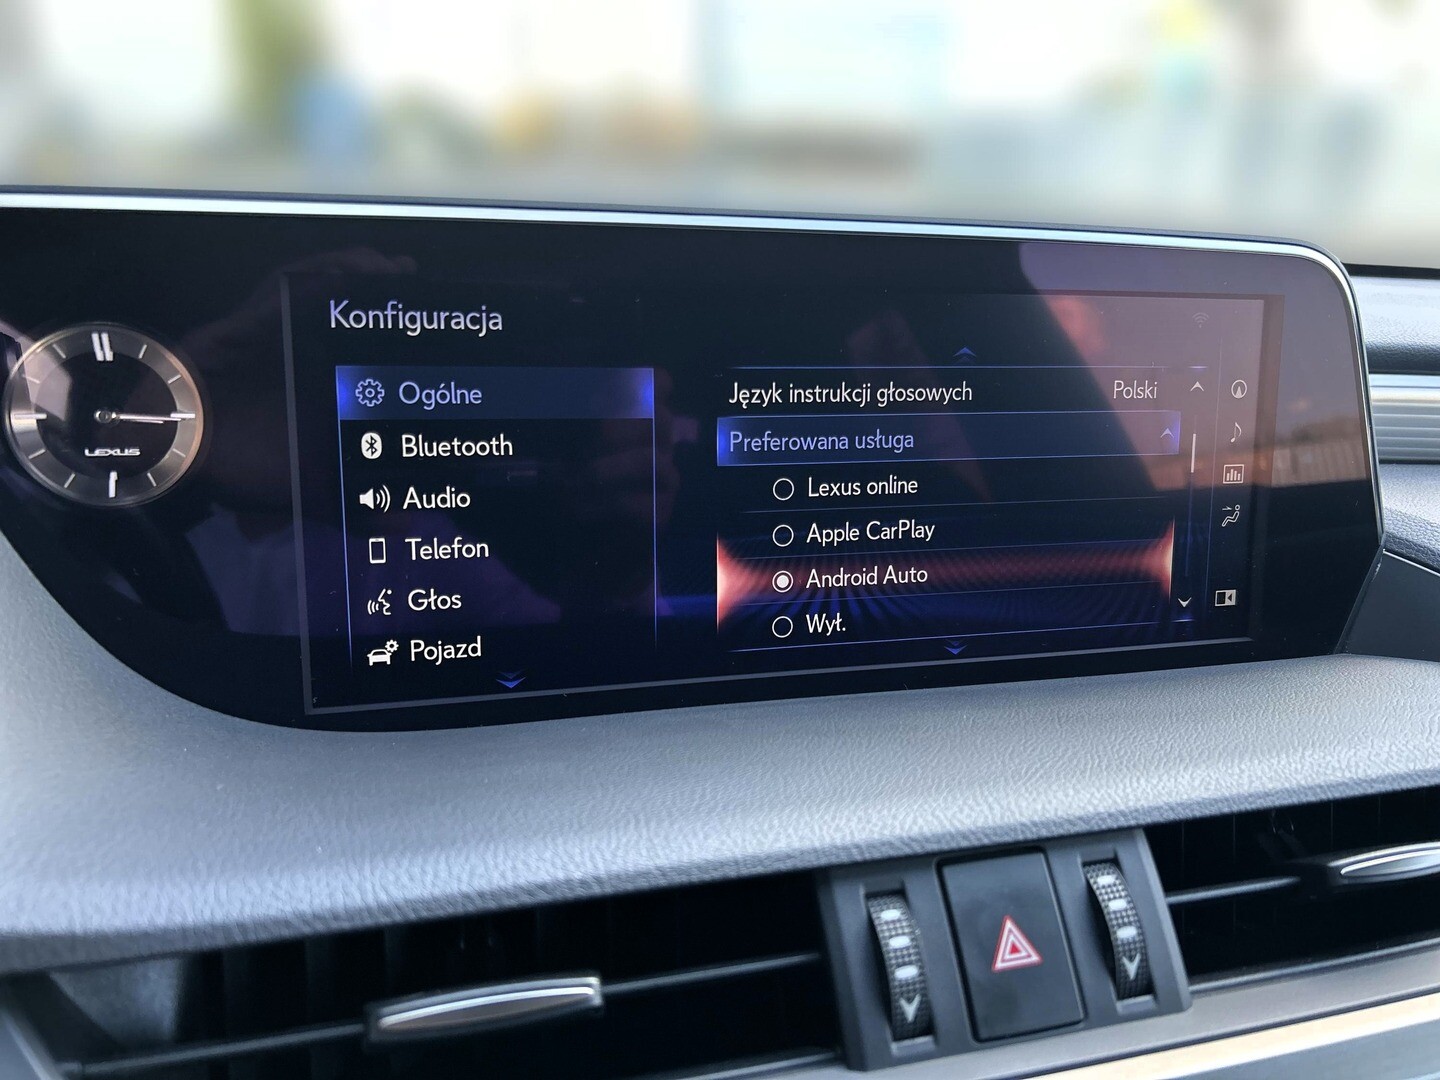 Konfiguracja
Ogólne
Bluetooth
Audio
Telefon
Głos
Pojazd
Język instrukcji głosowych Polski
Preferowana usługa
Lexus online
Apple CarPlay
Android Auto
Wył.
LEXUS